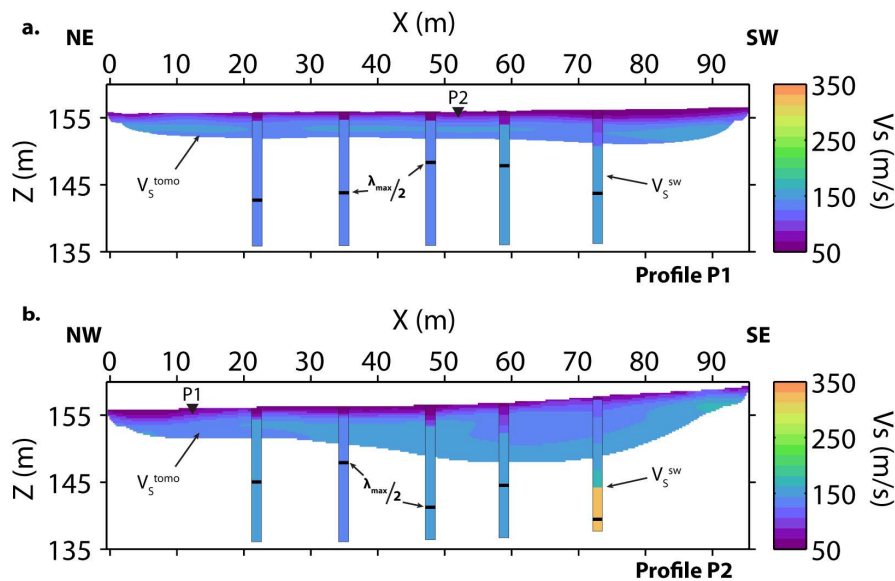 a.
X (m)
NE
SW
0 10 20 30 40 50 60 70 80 90
P2
155
145
135
Z (m)
V_S^tomo
λ_max/2
V_S^sw
350
250
150
50
Vs (m/s)
Profile P1
b.
X (m)
NW
SE
0 10 20 30 40 50 60 70 80 90
P1
155
145
135
Z (m)
V_S^tomo
λ_max/2
V_S^sw
350
250
150
50
Vs (m/s)
Profile P2